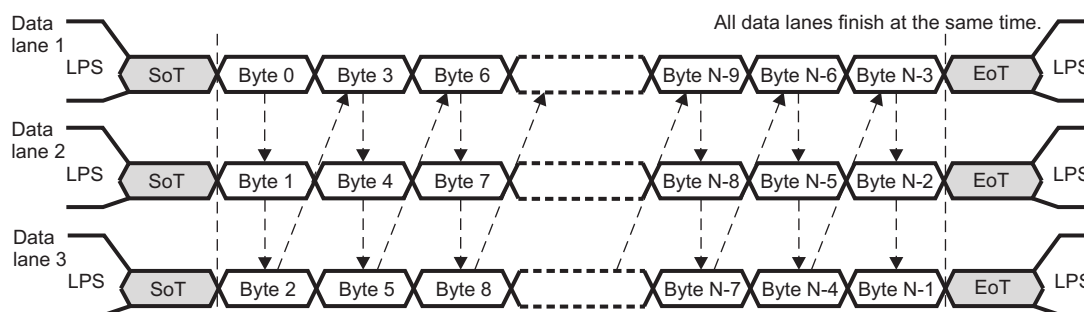 Data
lane 1
All data lanes finish at the same time.
LPS
SoT
Byte 0
Byte 3
Byte 6
Byte N-9
Byte N-6
Byte N-3
EoT
LPS
Data
lane 2
LPS
SoT
Byte 1
Byte 4
Byte 7
Byte N-8
Byte N-5
Byte N-2
EoT
LPS
Data
lane 3
LPS
SoT
Byte 2
Byte 5
Byte 8
Byte N-7
Byte N-4
Byte N-1
EoT
LPS